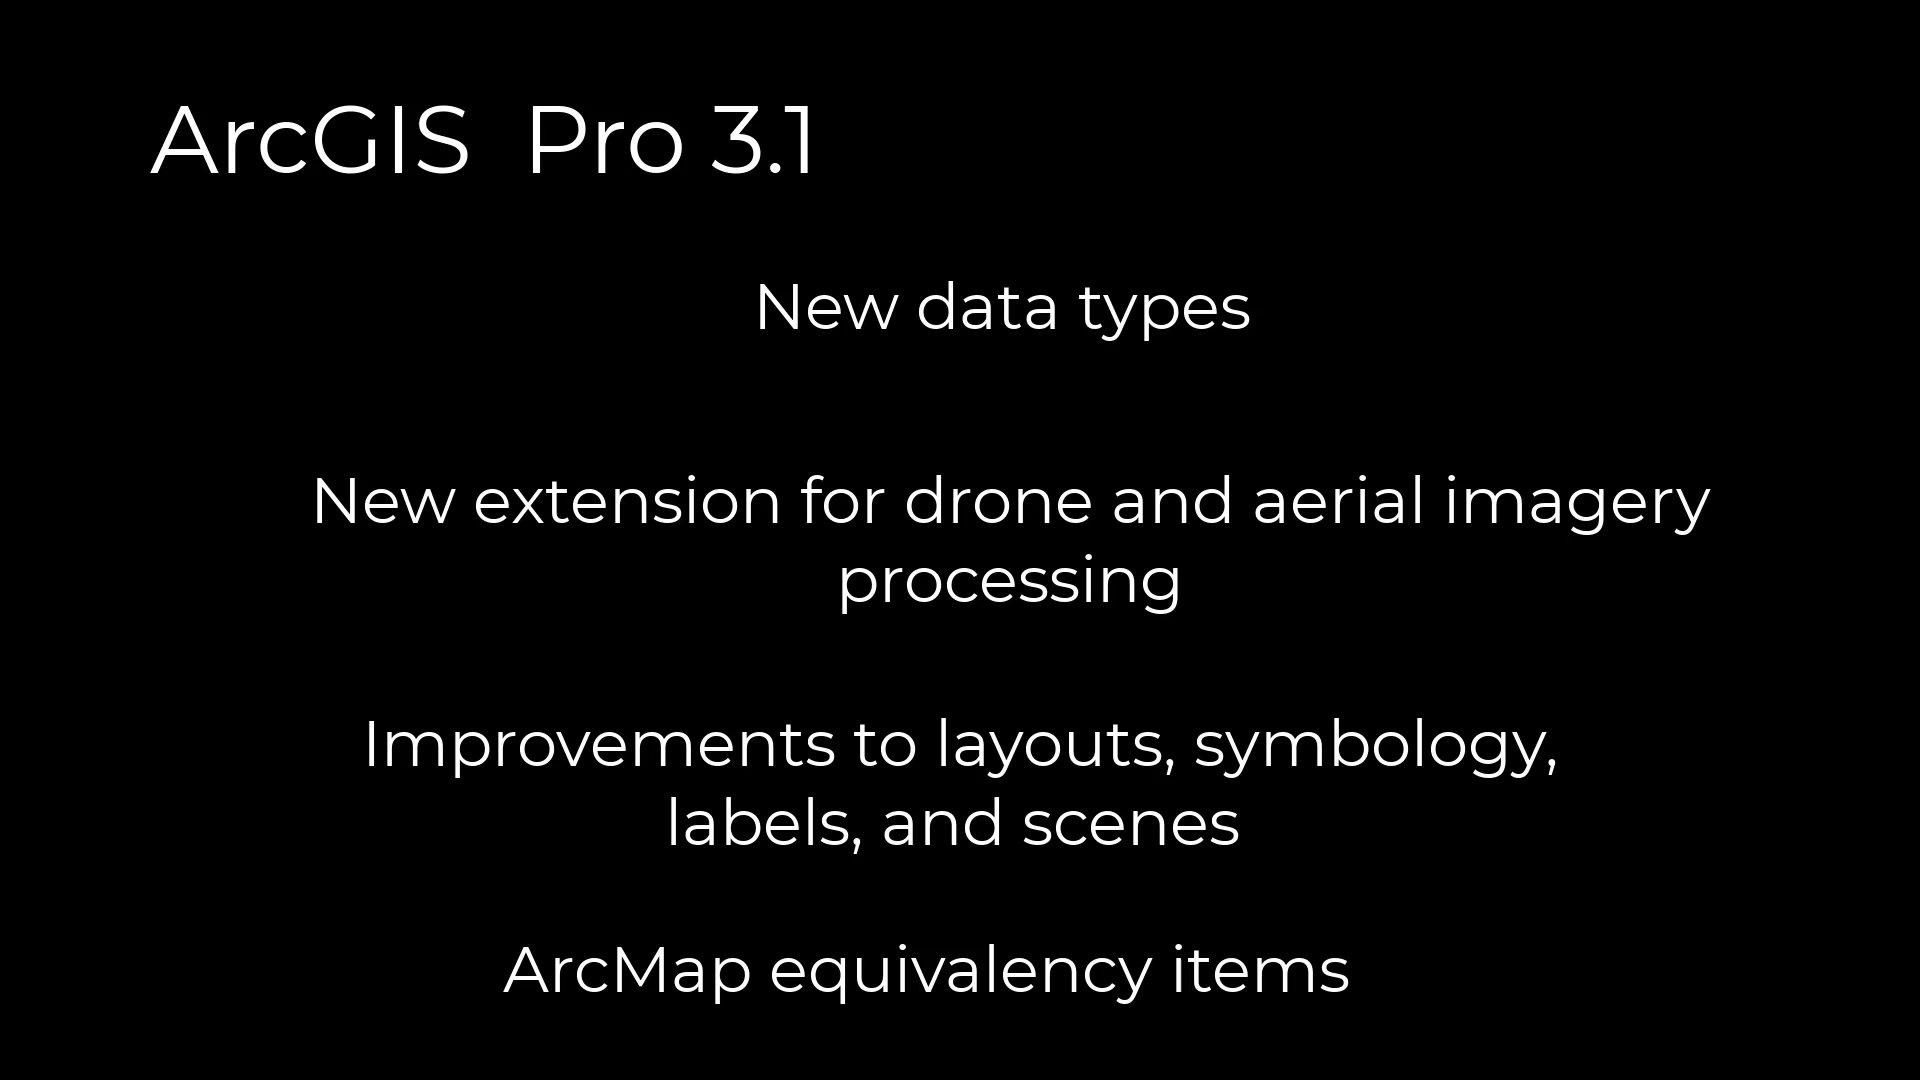 ArcGIS  Pro 3.1
New data types
New extension for drone and aerial imagery
processing
Improvements to layouts, symbology,
labels, and scenes
ArcMap equivalency items